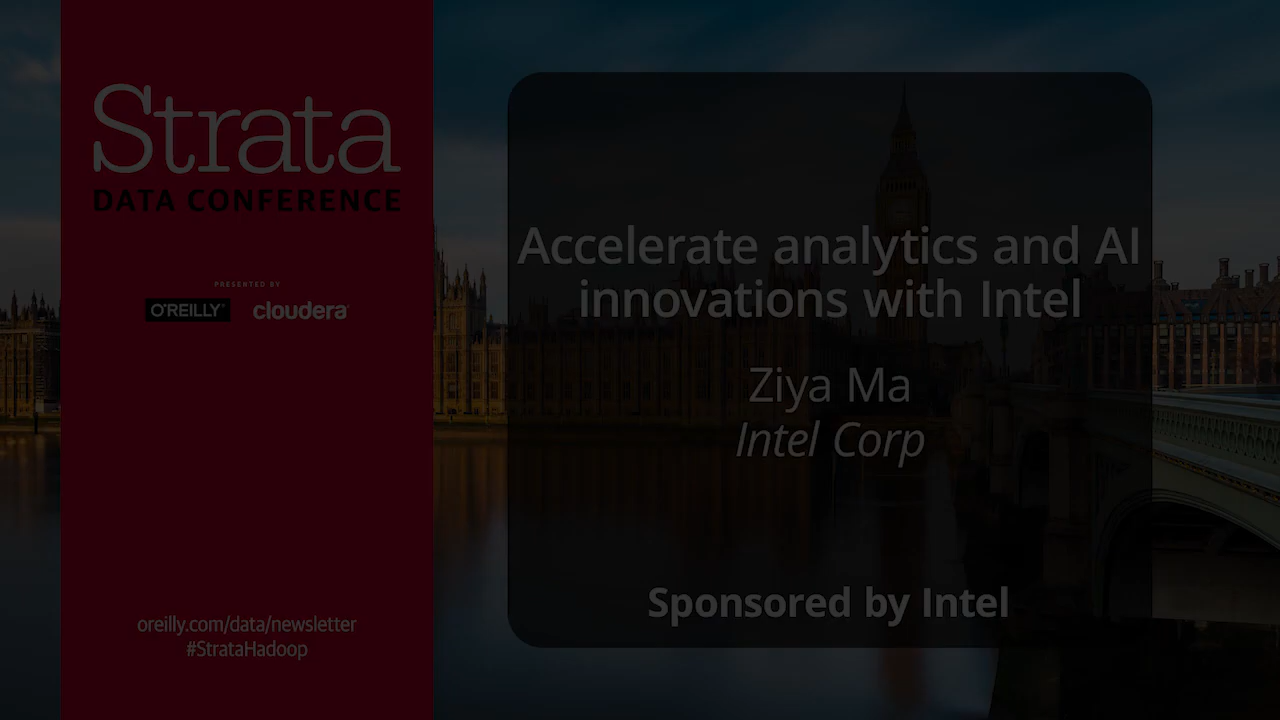 Strata
DATA CONFERENCE
PRESENTED BY
O'REILLY®
cloudera
oreilly.com/data/newsletter
#StrataHadoop
Accelerate analytics and AI
innovations with Intel
Ziya Ma
Intel Corp
Sponsored by Intel